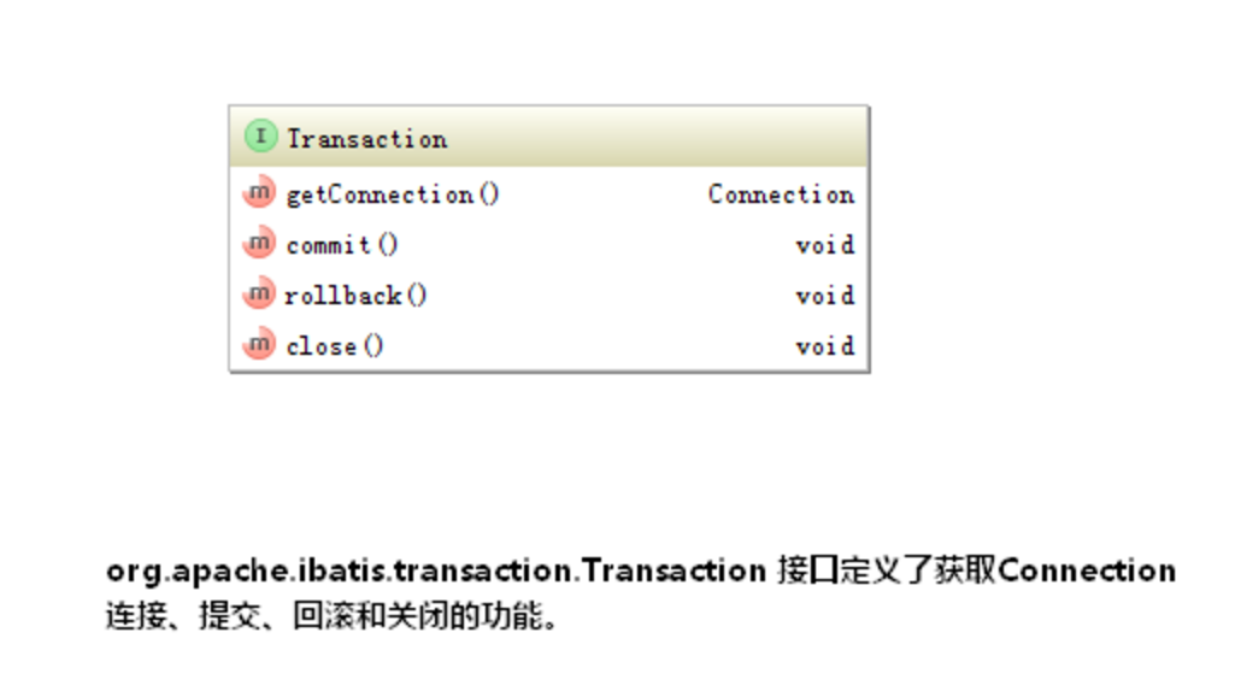 I Transaction
m getConnection() Connection
m commit() void
m rollback() void
m close() void
org.apache.ibatis.transaction.Transaction 接口定义了获取Connection
连接、提交、回滚和关闭的功能。